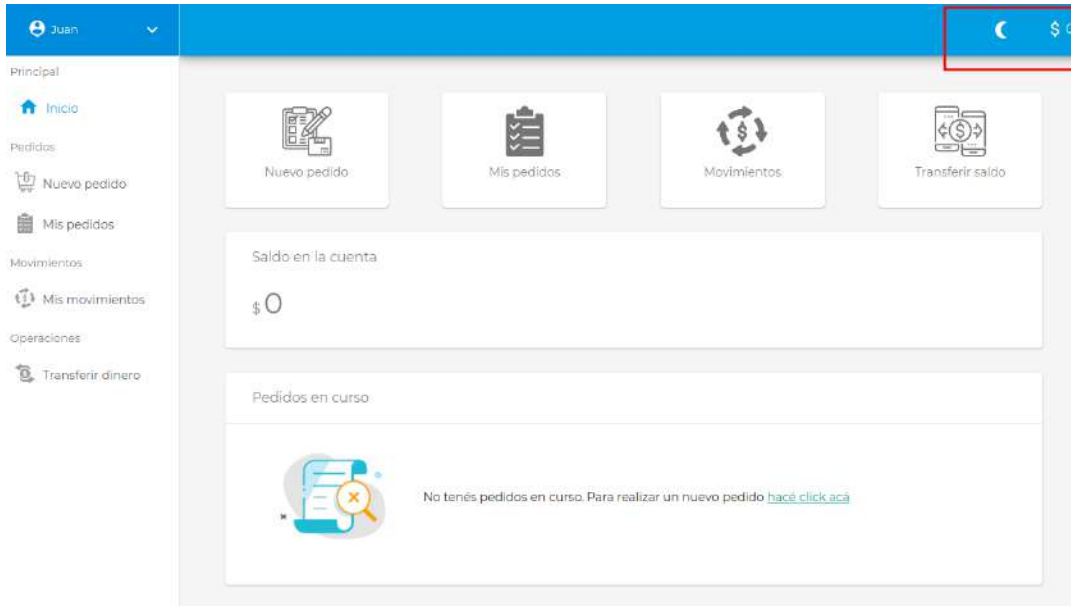 Juan
$ 0
Principal
Inicio
Pedidos
Nuevo pedido
Mis pedidos
Movimientos
Mis movimientos
Operaciones
Transferir dinero
Nuevo pedido
Mis pedidos
Movimientos
Transferir saldo
Saldo en la cuenta
$ 0
Pedidos en curso
No tenés pedidos en curso. Para realizar un nuevo pedido hacé click acá